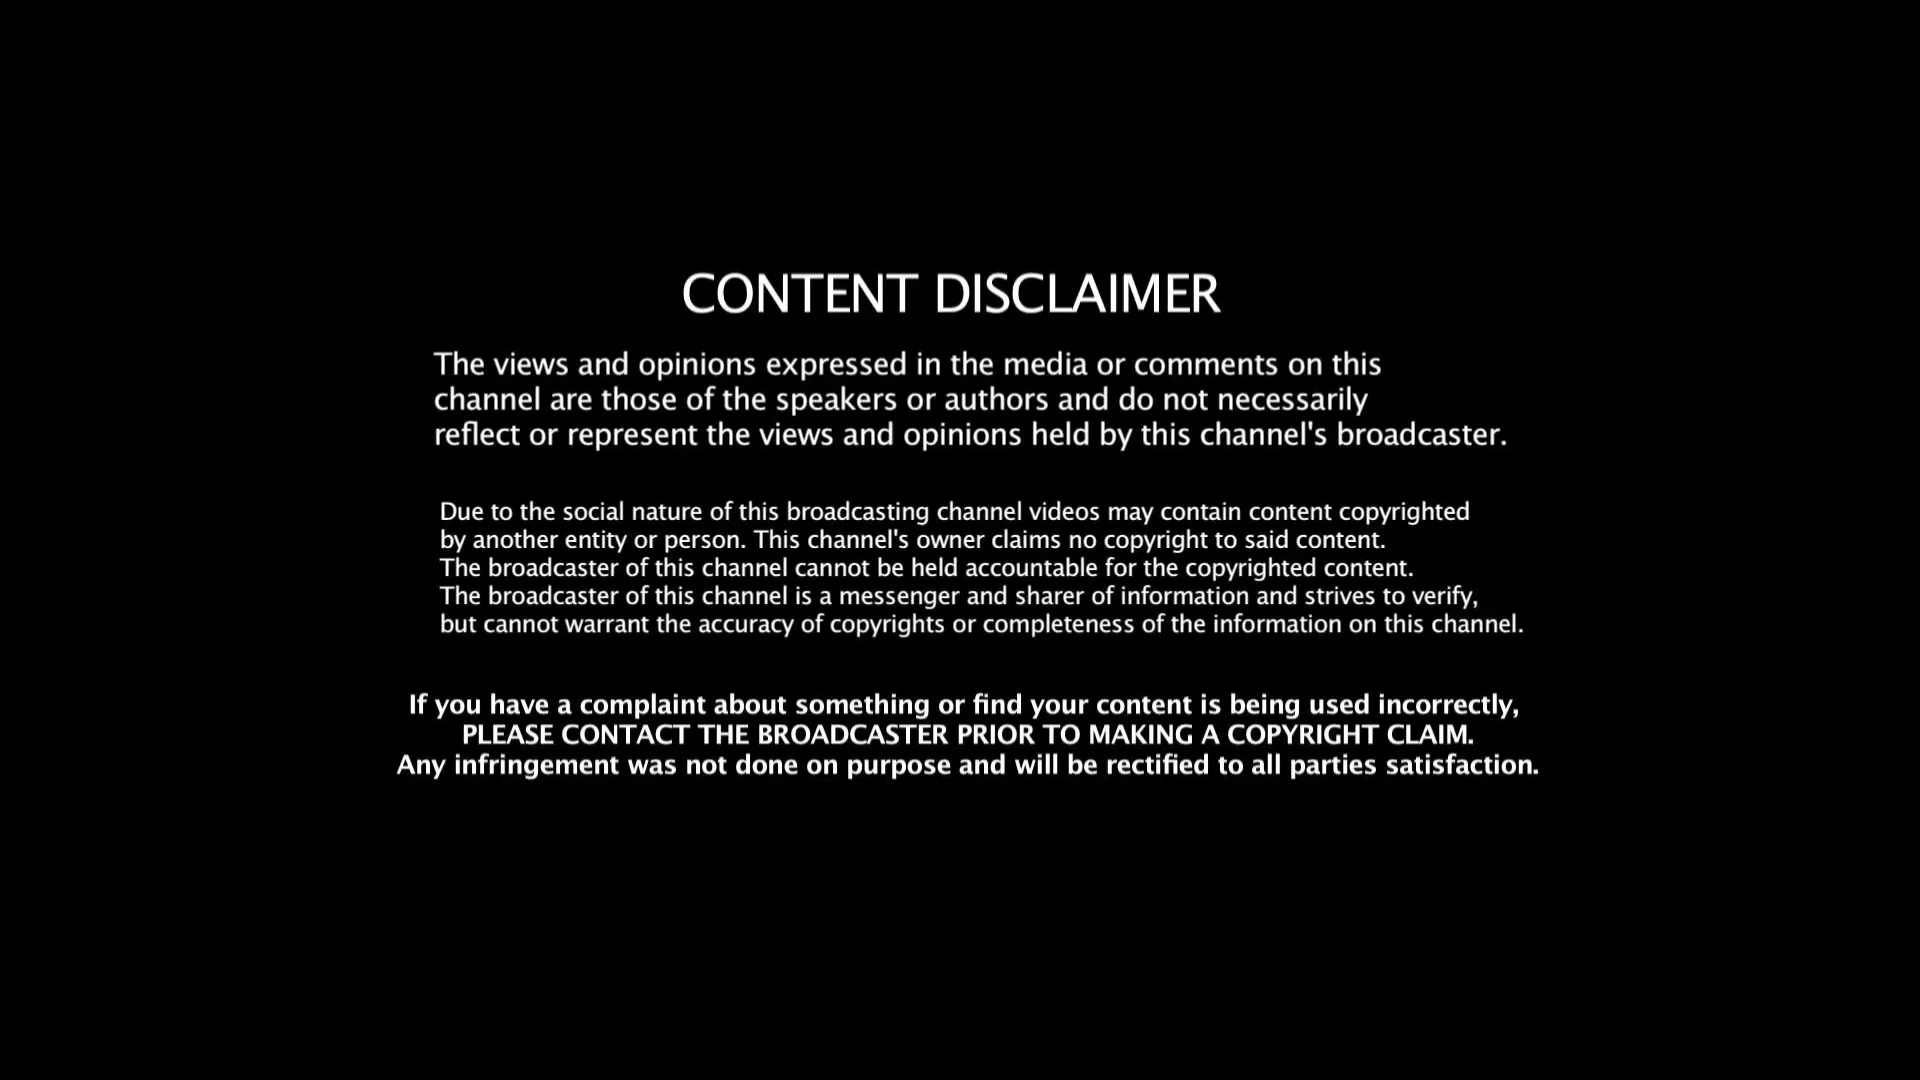 CONTENT DISCLAIMER
The views and opinions expressed in the media or comments on this
channel are those of the speakers or authors and do not necessarily
reflect or represent the views and opinions held by this channel's broadcaster.
Due to the social nature of this broadcasting channel videos may contain content copyrighted
by another entity or person. This channel's owner claims no copyright to said content.
The broadcaster of this channel cannot be held accountable for the copyrighted content.
The broadcaster of this channel is a messenger and sharer of information and strives to verify,
but cannot warrant the accuracy of copyrights or completeness of the information on this channel.
If you have a complaint about something or find your content is being used incorrectly,
PLEASE CONTACT THE BROADCASTER PRIOR TO MAKING A COPYRIGHT CLAIM.
Any infringement was not done on purpose and will be rectified to all parties satisfaction.